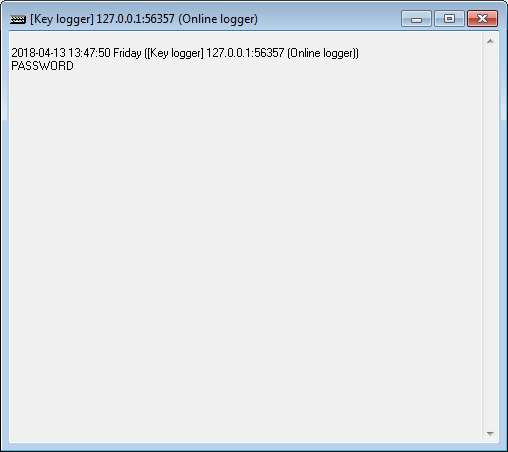 [Key logger] 127.0.0.1:56357 (Online logger)
2018-04-13 13:47:50 Friday ([Key logger] 127.0.0.1:56357 (Online logger))
PASSWORD